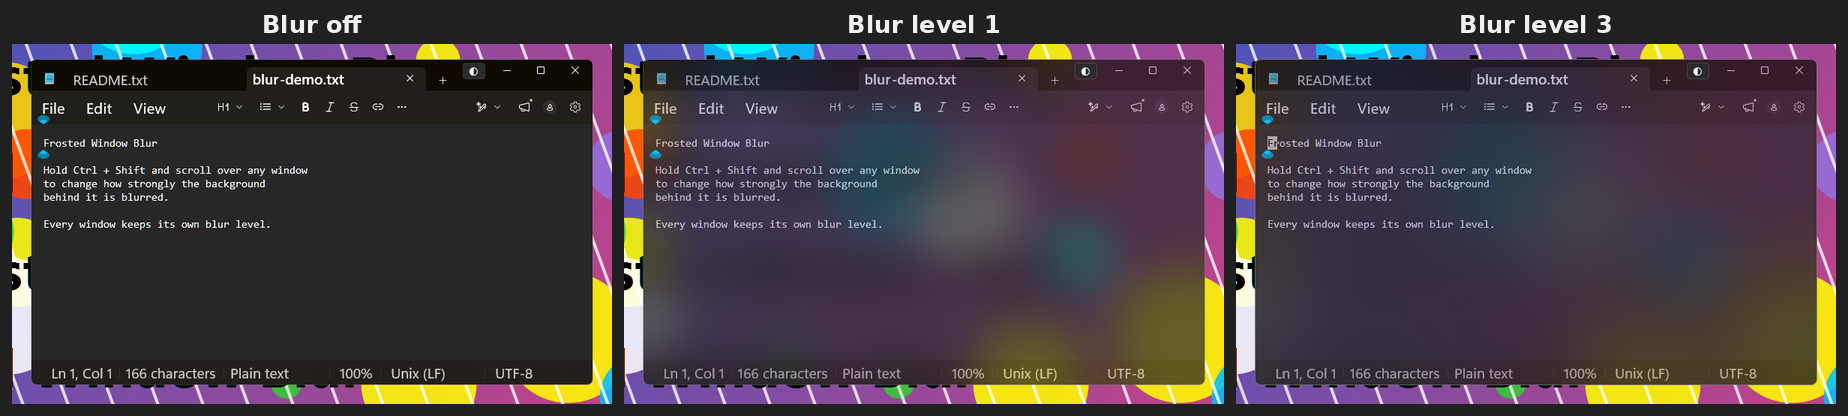 Blur off
README.txt
blur-demo.txt
File Edit View
H1 B I S
Frosted Window Blur
Hold Ctrl + Shift and scroll over any window
to change how strongly the background
behind it is blurred.
Every window keeps its own blur level.
Ln 1, Col 1 166 characters Plain text 100% Unix (LF) UTF-8
Blur level 1
README.txt
blur-demo.txt
File Edit View
H1 B I S
Frosted Window Blur
Hold Ctrl + Shift and scroll over any window
to change how strongly the background
behind it is blurred.
Every window keeps its own blur level.
Ln 1, Col 1 166 characters Plain text 100% Unix (LF) UTF-8
Blur level 3
README.txt
blur-demo.txt
File Edit View
H1 B I S
Frosted Window Blur
Hold Ctrl + Shift and scroll over any window
to change how strongly the background
behind it is blurred.
Every window keeps its own blur level.
Ln 1, Col 1 166 characters Plain text 100% Unix (LF) UTF-8